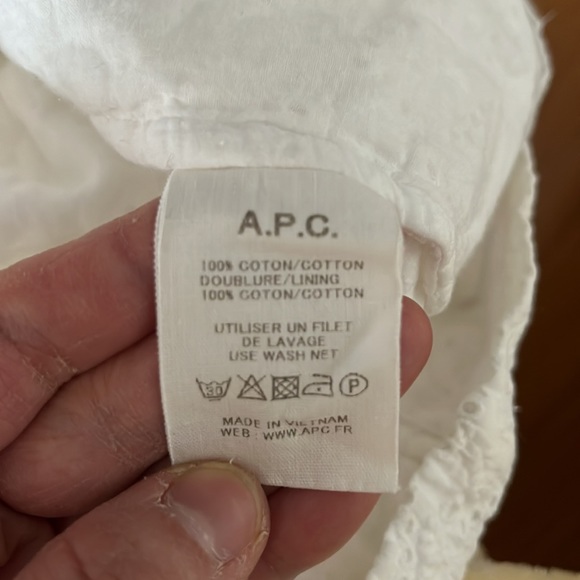 A.P.C.
100% COTON/COTTON
DOUBLURE/LINING
100% COTON/COTTON
UTILISER UN FILET
DE LAVAGE
USE WASH NET
30 P
MADE IN VIETNAM
WEB : WWW.APC.FR